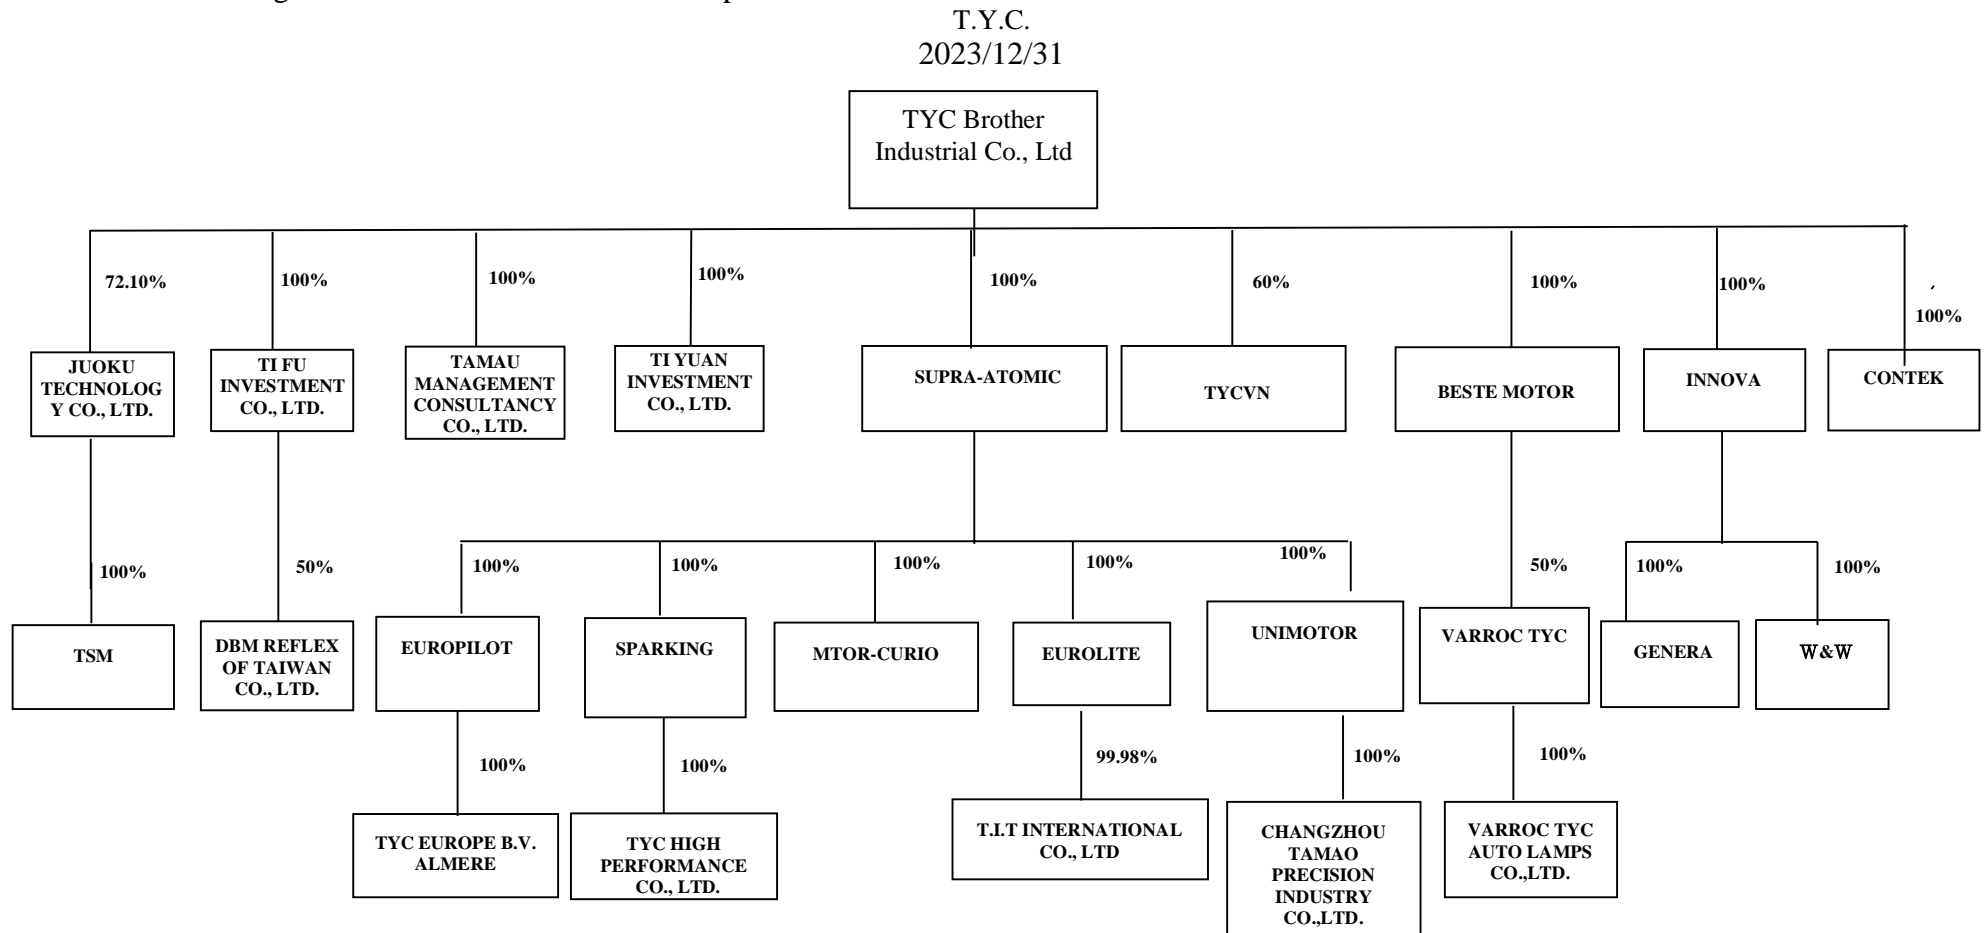 T.Y.C.
2023/12/31
TYC Brother
Industrial Co., Ltd
72.10%
100%
100%
100%
100%
60%
100%
100%
100%
JUOKU
TECHNOLOG
Y CO., LTD.
TI FU
INVESTMENT
CO., LTD.
TAMAU
MANAGEMENT
CONSULTANCY
CO., LTD.
TI YUAN
INVESTMENT
CO., LTD.
SUPRA-ATOMIC
TYCVN
BESTE MOTOR
INNOVA
CONTEK
100%
50%
100%
100%
100%
100%
100%
50%
100%
100%
TSM
DBM REFLEX
OF TAIWAN
CO., LTD.
EUROPILOT
SPARKING
MTOR-CURIO
EUROLITE
UNIMOTOR
VARROC TYC
GENERA
W&W
100%
100%
99.98%
100%
100%
TYC EUROPE B.V.
ALMERE
TYC HIGH
PERFORMANCE
CO., LTD.
T.I.T INTERNATIONAL
CO., LTD
CHANGZHOU
TAMAO
PRECISION
INDUSTRY
CO.,LTD.
VARROC TYC
AUTO LAMPS
CO.,LTD.